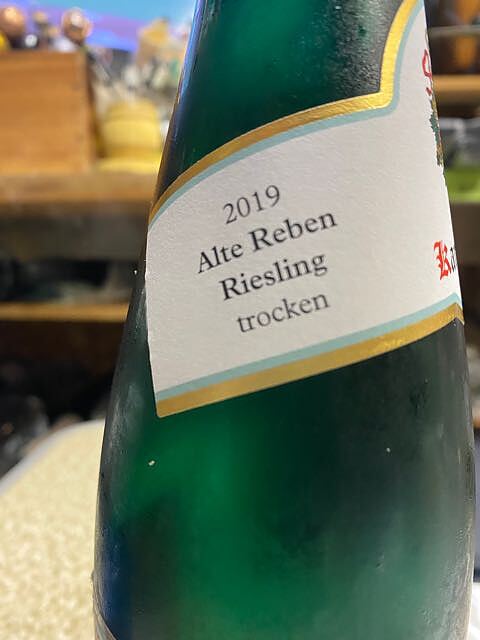 2019
Alte Reben
Riesling
trocken